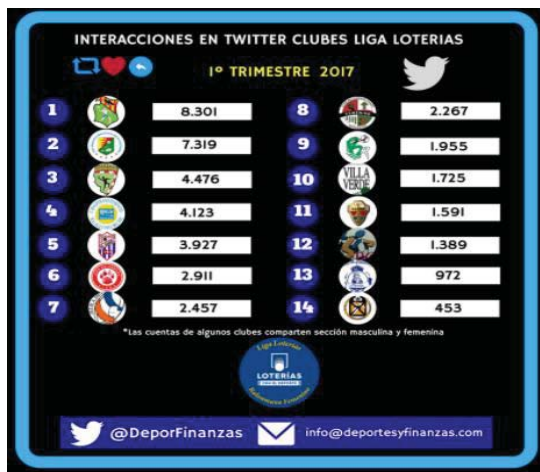 INTERACCIONES EN TWITTER CLUBES LIGA LOTERIAS
1º TRIMESTRE 2017
1 8.301
2 7.319
3 4.476
4 4.123
5 3.927
6 2.911
7 2.457
8 2.267
9 1.955
10 VILLA VERDE 1.725
11 1.591
12 1.389
13 972
14 453
*Las cuentas de algunos clubes comparten sección masculina y femenina
Liga Loterías
LOTERÍAS
Balonmano Femenino
@DeporFinanzas info@deportesyfinanzas.com